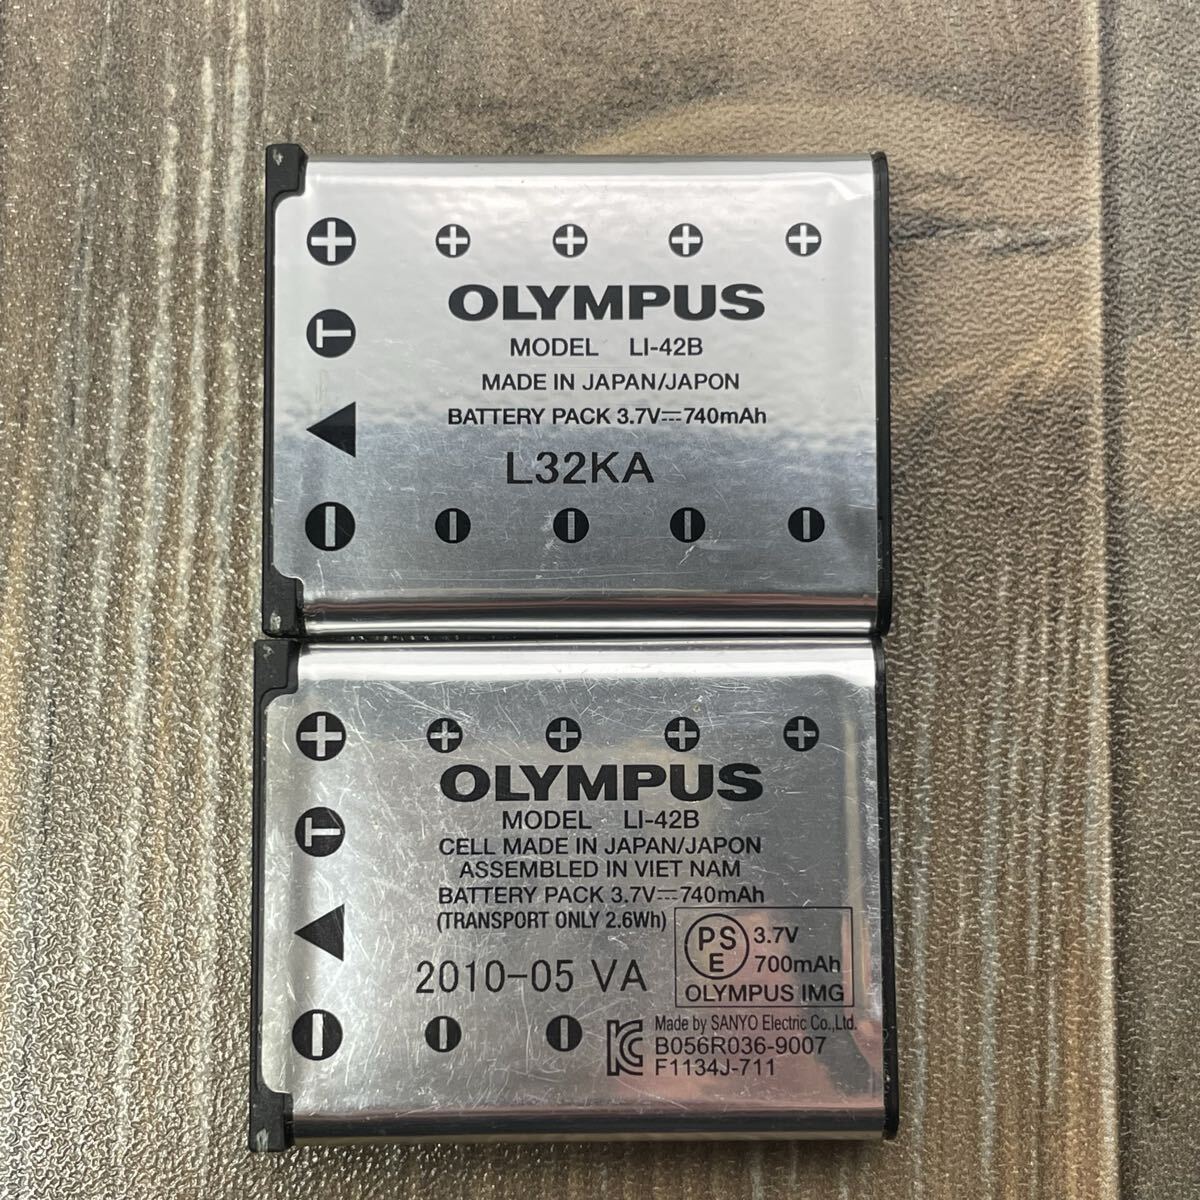 + + + + +
OLYMPUS
T
MODEL LI-42B
MADE IN JAPAN/JAPON
BATTERY PACK 3.7V⎓740mAh
L32KA
− − − − −
+ + + + +
OLYMPUS
T
MODEL LI-42B
CELL MADE IN JAPAN/JAPON
ASSEMBLED IN VIET NAM
BATTERY PACK 3.7V⎓740mAh
(TRANSPORT ONLY 2.6Wh)
PS E 3.7V
700mAh
OLYMPUS IMG
2010-05 VA
− − −
KC Made by SANYO Electric Co.,Ltd.
B056R036-9007
F1134J-711